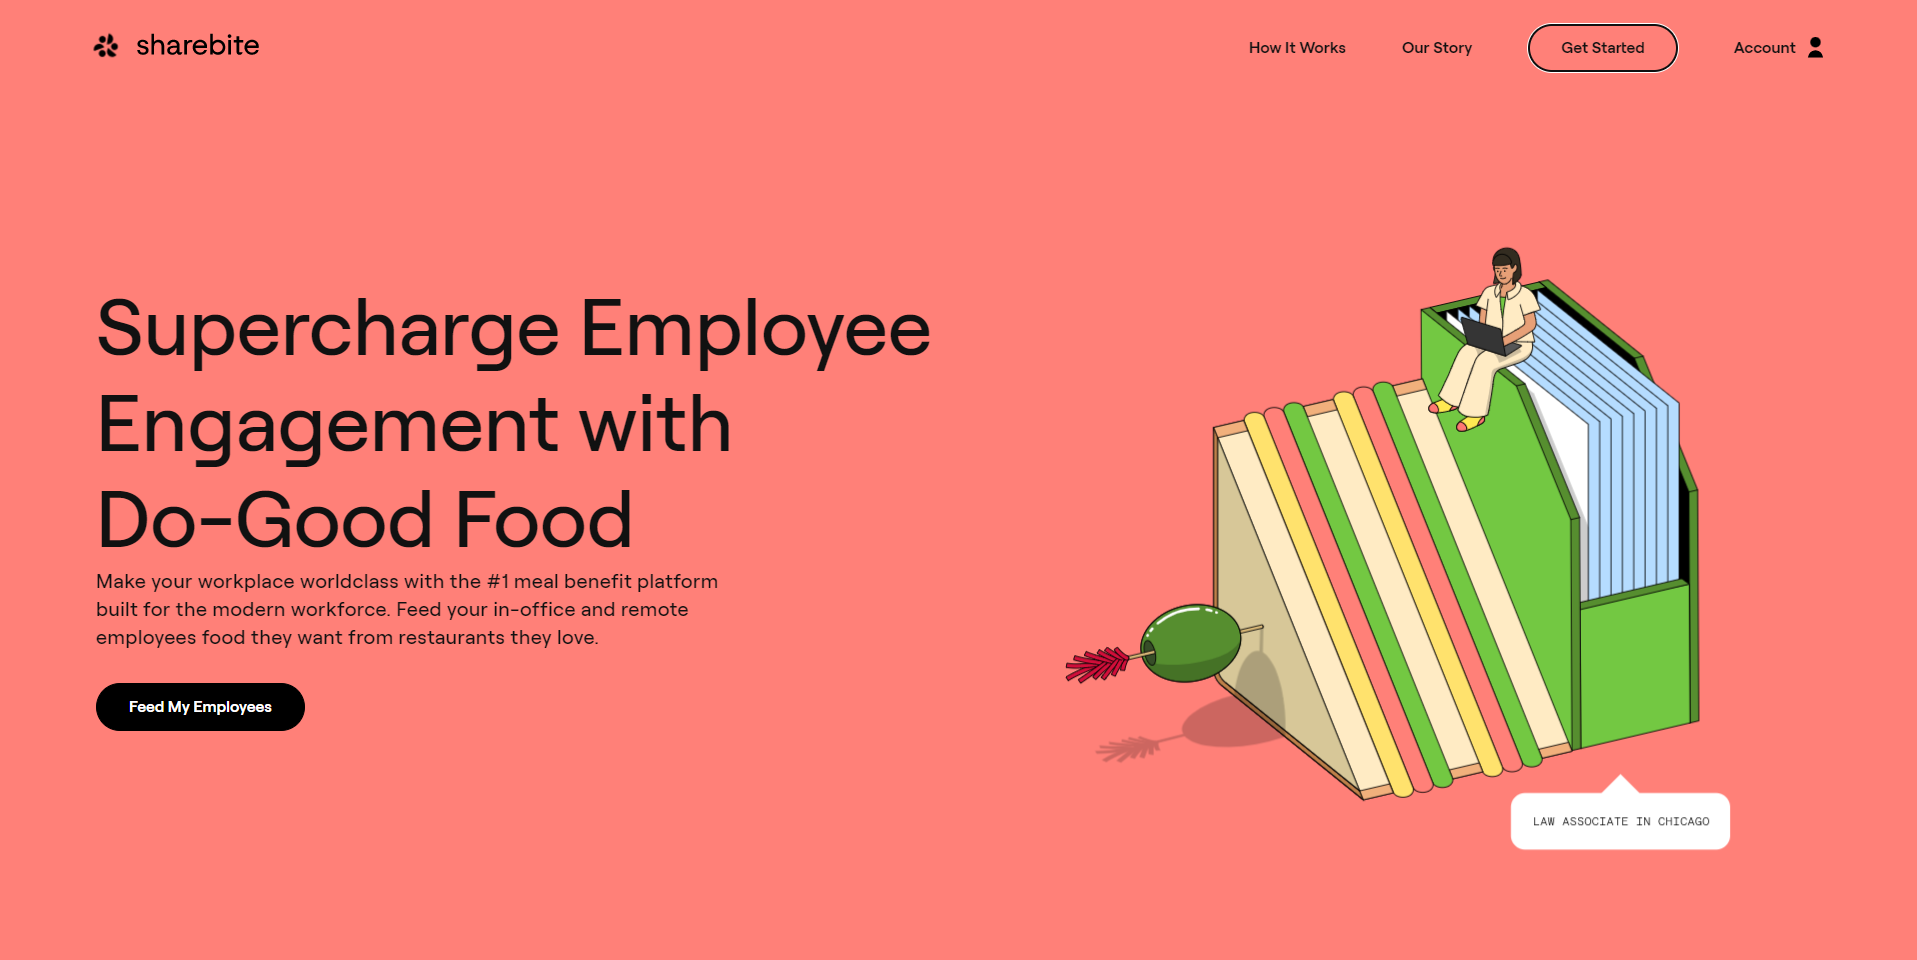 sharebite
How It Works
Our Story
Get Started
Account
Supercharge Employee
Engagement with
Do-Good Food
Make your workplace worldclass with the #1 meal benefit platform
built for the modern workforce. Feed your in-office and remote
employees food they want from restaurants they love.
Feed My Employees
LAW ASSOCIATE IN CHICAGO